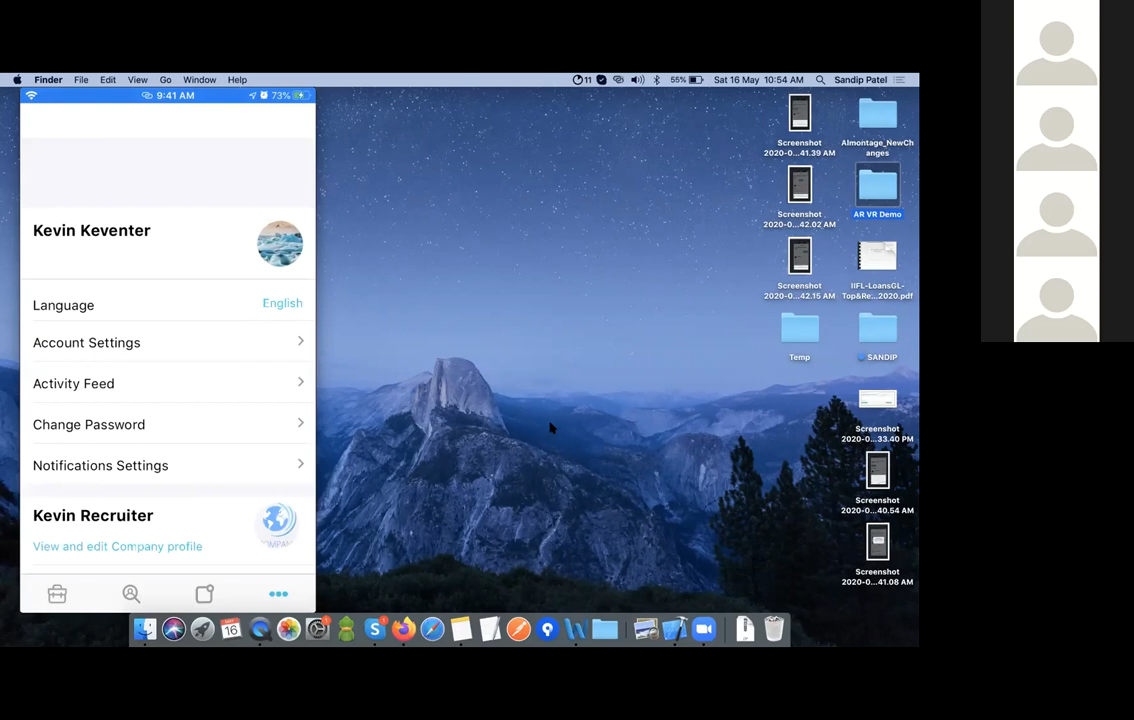 Finder File Edit View Go Window Help
11 55% Sat 16 May 10:54 AM Sandip Patel
9:41 AM 73%
Kevin Keventer
Language English
Account Settings
Activity Feed
Change Password
Notifications Settings
Kevin Recruiter
View and edit Company profile
Screenshot
2020-0...41.39 AM
AImontage_NewCh
anges
Screenshot
2020-0...42.02 AM
AR VR Demo
Screenshot
2020-0...42.15 AM
IIFL-LoansGL-
Top&Re...2020.pdf
Temp
SANDIP
Screenshot
2020-0...33.40 PM
Screenshot
2020-0...40.54 AM
Screenshot
2020-0...41.08 AM
16